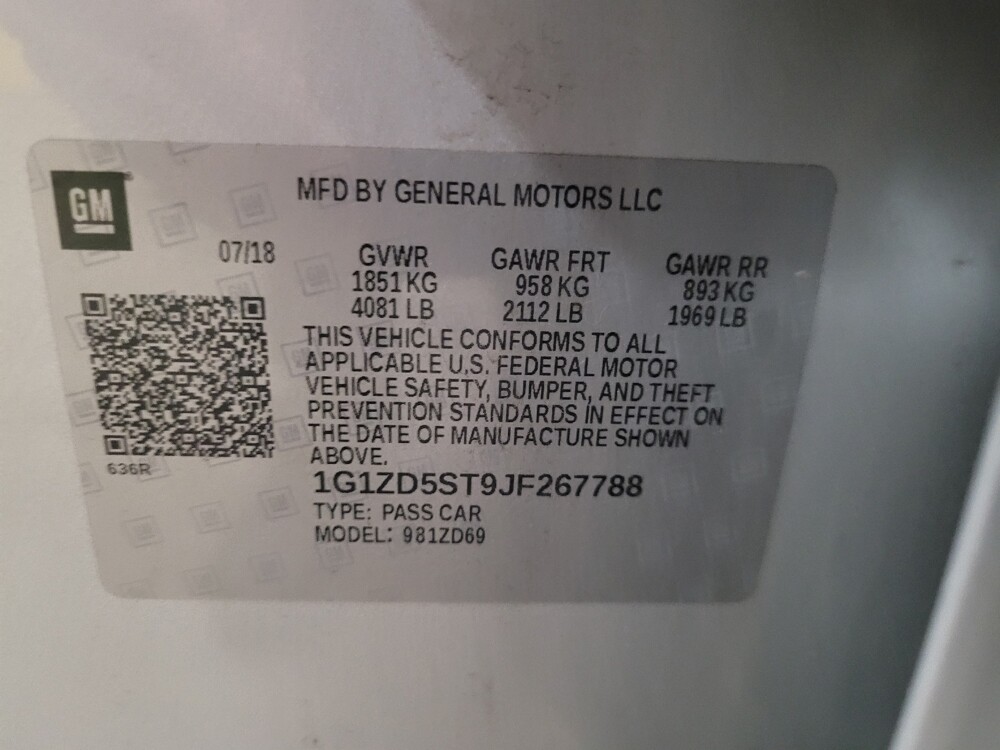 GM
MFD BY GENERAL MOTORS LLC
07/18 GVWR GAWR FRT GAWR RR
1851 KG 958 KG 893 KG
4081 LB 2112 LB 1969 LB
THIS VEHICLE CONFORMS TO ALL
APPLICABLE U.S. FEDERAL MOTOR
VEHICLE SAFETY, BUMPER, AND THEFT
PREVENTION STANDARDS IN EFFECT ON
THE DATE OF MANUFACTURE SHOWN
ABOVE.
636R
1G1ZD5ST9JF267788
TYPE: PASS CAR
MODEL: 981ZD69